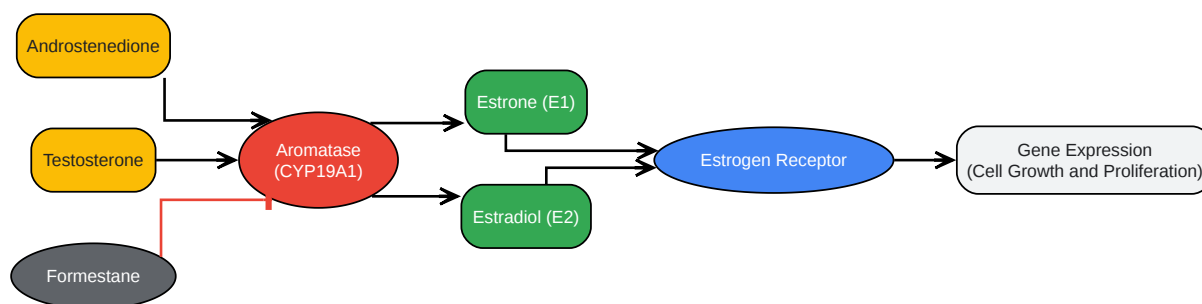 Androstenedione
Testosterone
Formestane
Aromatase
(CYP19A1)
Estrone (E1)
Estradiol (E2)
Estrogen Receptor
Gene Expression
(Cell Growth and Proliferation)